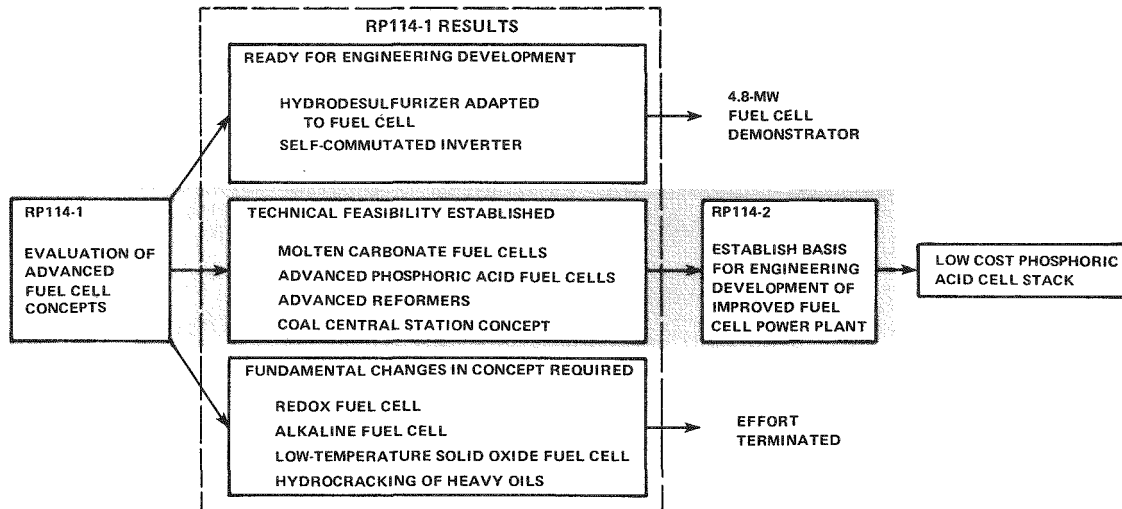 RP114-1 RESULTS
READY FOR ENGINEERING DEVELOPMENT
HYDRODESULFURIZER ADAPTED
TO FUEL CELL
SELF-COMMUTATED INVERTER
4.8-MW
FUEL CELL
DEMONSTRATOR
RP114-1
EVALUATION OF
ADVANCED
FUEL CELL
CONCEPTS
TECHNICAL FEASIBILITY ESTABLISHED
MOLTEN CARBONATE FUEL CELLS
ADVANCED PHOSPHORIC ACID FUEL CELLS
ADVANCED REFORMERS
COAL CENTRAL STATION CONCEPT
RP114-2
ESTABLISH BASIS
FOR ENGINEERING
DEVELOPMENT OF
IMPROVED FUEL
CELL POWER PLANT
LOW COST PHOSPHORIC
ACID CELL STACK
FUNDAMENTAL CHANGES IN CONCEPT REQUIRED
REDOX FUEL CELL
ALKALINE FUEL CELL
LOW-TEMPERATURE SOLID OXIDE FUEL CELL
HYDROCRACKING OF HEAVY OILS
EFFORT
TERMINATED